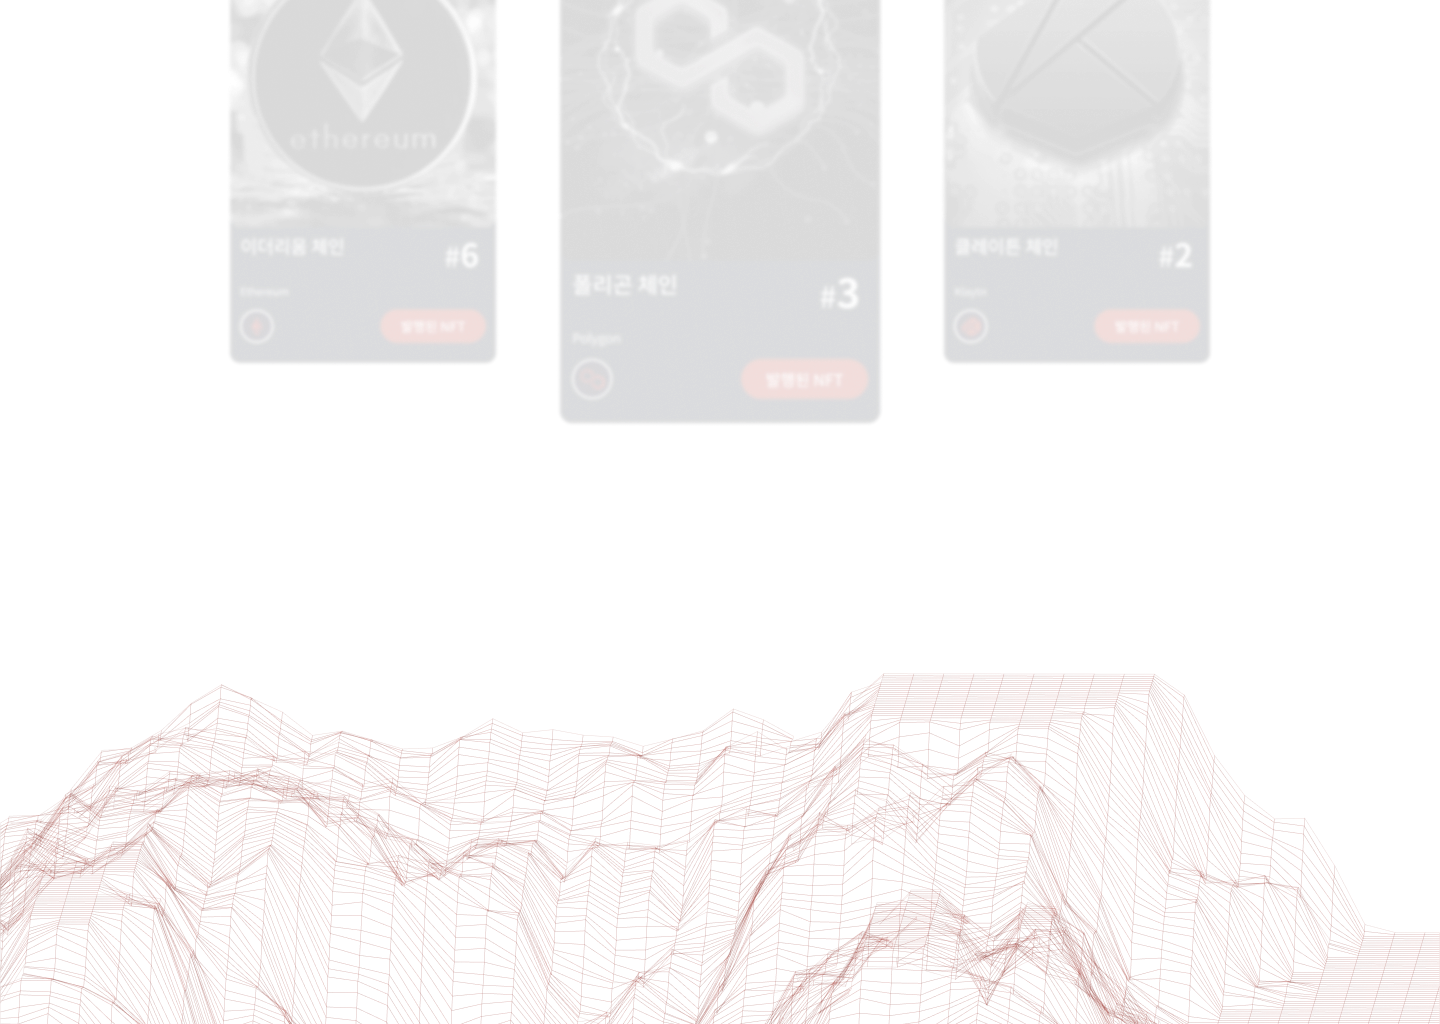 ethereum
이더리움 체인
#6
Ethereum
발행된 NFT
폴리곤 체인
#3
Polygon
발행된 NFT
클레이튼 체인
#2
Klaytn
발행된 NFT